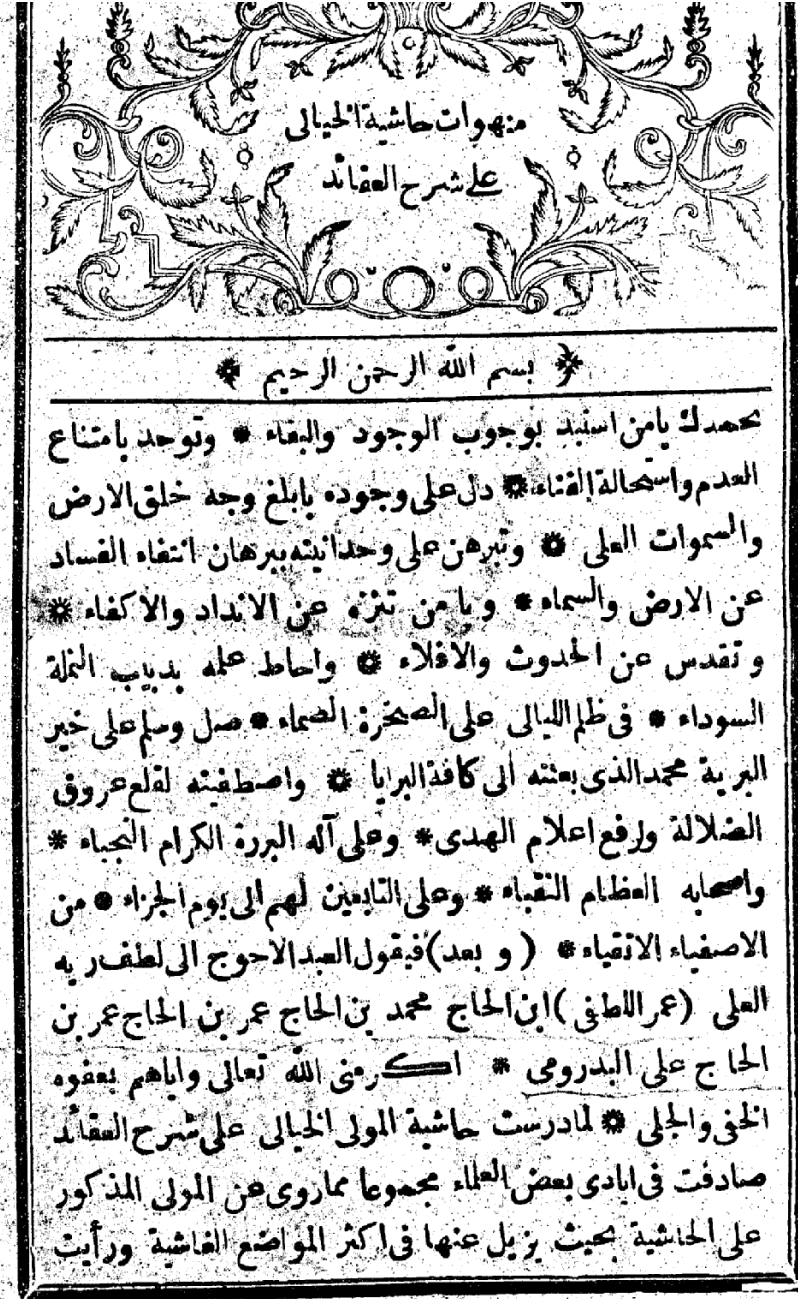 منهوات حاشية الخيالى
على شرح العقائد
بسم الله الرحمن الرحيم
نحمدك يامن استبد بوجوب الوجود والبقاء * وتوحد بامتناع
العدم واستحالة الفناء * دل على وجوده بابلغ وجه خلق الارض
والسموات العلى * وتبرهن على وحدانيته ببرهان انتفاء الفساد
عن الارض والسماء * ويا من تنزه عن الانداد والاكفاء *
وتقدس عن الحدوث والافلاء * واحاط علمه بدبيب النملة
السوداء * فى ظلم الليالى على الصخرة الصماء * صل وسلم على خير
البرية محمد الذى بعثته الى كافة البرايا * واصطفيته لقلع عروق
الضلالة ولرفع اعلام الهدى * وعلى آله البررة الكرام النجباء *
واصحابه العظام النقباء * وعلى التابعين لهم الى يوم الجزاء * من
الاصفياء الاتقياء * (و بعد) فيقول العبد الاحوج الى لطف ربه
العلى (عمر اللطفى) ابن الحاج محمد بن الحاج عمر بن الحاج عمر بن
الحاج على البدرومى * اكرمنى الله تعالى واياهم بعفوه
الخفى والجلى * لما درست حاشية المولى الخيالى على شرح العقائد
صادفت فى ايادى بعض العلماء مجموعا مما روى عن المولى المذكور
على الحاشية بحيث يزيل عنها فى اكثر المواضع الغاشية ورأيت